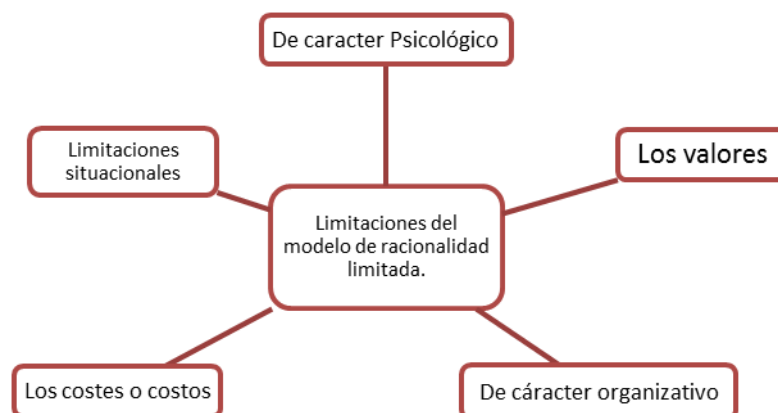 De caracter Psicológico
Limitaciones
situacionales
Los valores
Limitaciones del
modelo de racionalidad
limitada.
Los costes o costos
De cáracter organizativo